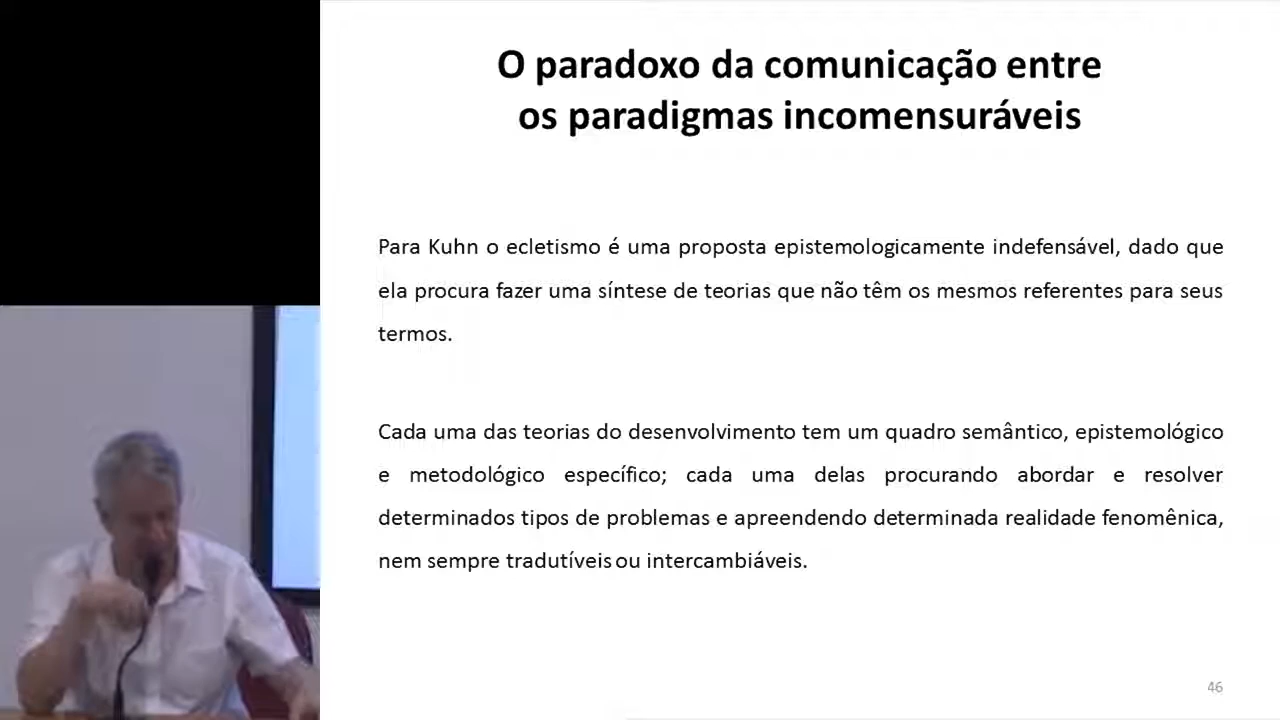 O paradoxo da comunicação entre
os paradigmas incomensuráveis
Para Kuhn o ecletismo é uma proposta epistemologicamente indefensável, dado que
ela procura fazer uma síntese de teorias que não têm os mesmos referentes para seus
termos.
Cada uma das teorias do desenvolvimento tem um quadro semântico, epistemológico
e metodológico específico; cada uma delas procurando abordar e resolver
determinados tipos de problemas e apreendendo determinada realidade fenomênica,
nem sempre tradutíveis ou intercambiáveis.
46